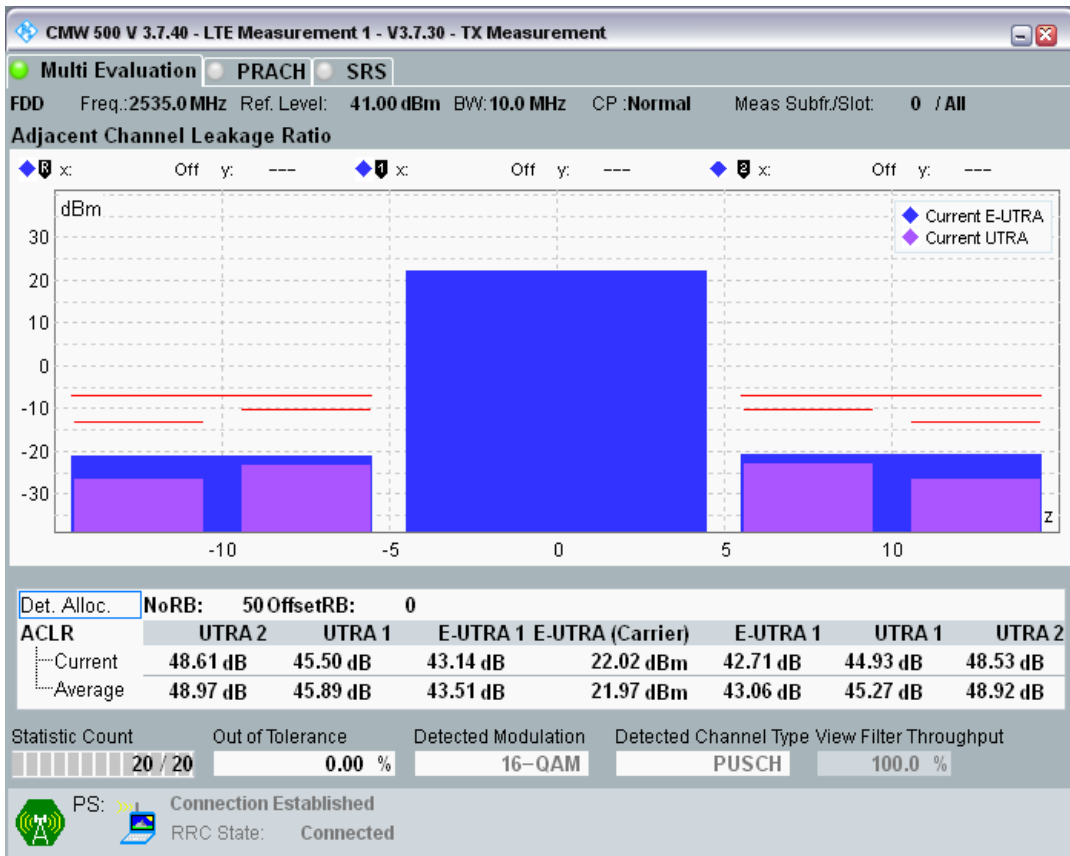 CMW 500 V 3.7.40 - LTE Measurement 1 - V3.7.30 - TX Measurement
Multi Evaluation PRACH SRS
FDD Freg.:2535.0 MHz Ref. Level: 41.00 dBm BW: 10.0 MHz CP :Normal Meas Subfr./Slot: 0 / All
Adjacent Channel Leakage Ratio
R x: Off y: --- 1 x: Off y: --- 2 x: Off y: ---
dBm
Current E-UTRA
Current UTRA
30
20
10
0
-10
-20
-30
z
-10 -5 0 5 10
Det. Alloc. NoRB: 50 OffsetRB: 0
ACLR UTRA 2 UTRA 1 E-UTRA 1 E-UTRA (Carrier) E-UTRA 1 UTRA 1 UTRA 2
Current 48.61 dB 45.50 dB 43.14 dB 22.02 dBm 42.71 dB 44.93 dB 48.53 dB
Average 48.97 dB 45.89 dB 43.51 dB 21.97 dBm 43.06 dB 45.27 dB 48.92 dB
Statistic Count Out of Tolerance Detected Modulation Detected Channel Type View Filter Throughput
20 / 20 0.00 % 16-QAM PUSCH 100.0 %
PS: Connection Established
RRC State: Connected